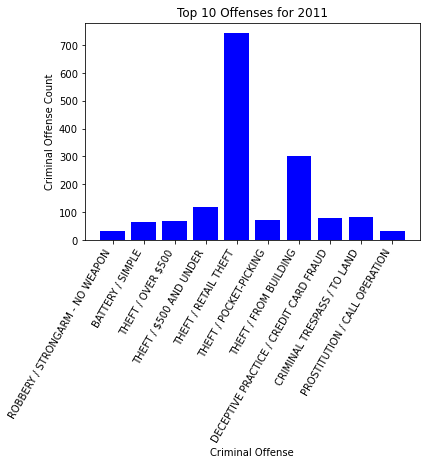 Top 10 Offenses for 2011
Criminal Offense Count
700
600
500
400
300
200
100
0
ROBBERY / STRONGARM - NO WEAPON
BATTERY / SIMPLE
THEFT / OVER $500
THEFT / $500 AND UNDER
THEFT / RETAIL THEFT
THEFT / POCKET-PICKING
THEFT / FROM BUILDING
DECEPTIVE PRACTICE / CREDIT CARD FRAUD
CRIMINAL TRESPASS / TO LAND
PROSTITUTION / CALL OPERATION
Criminal Offense